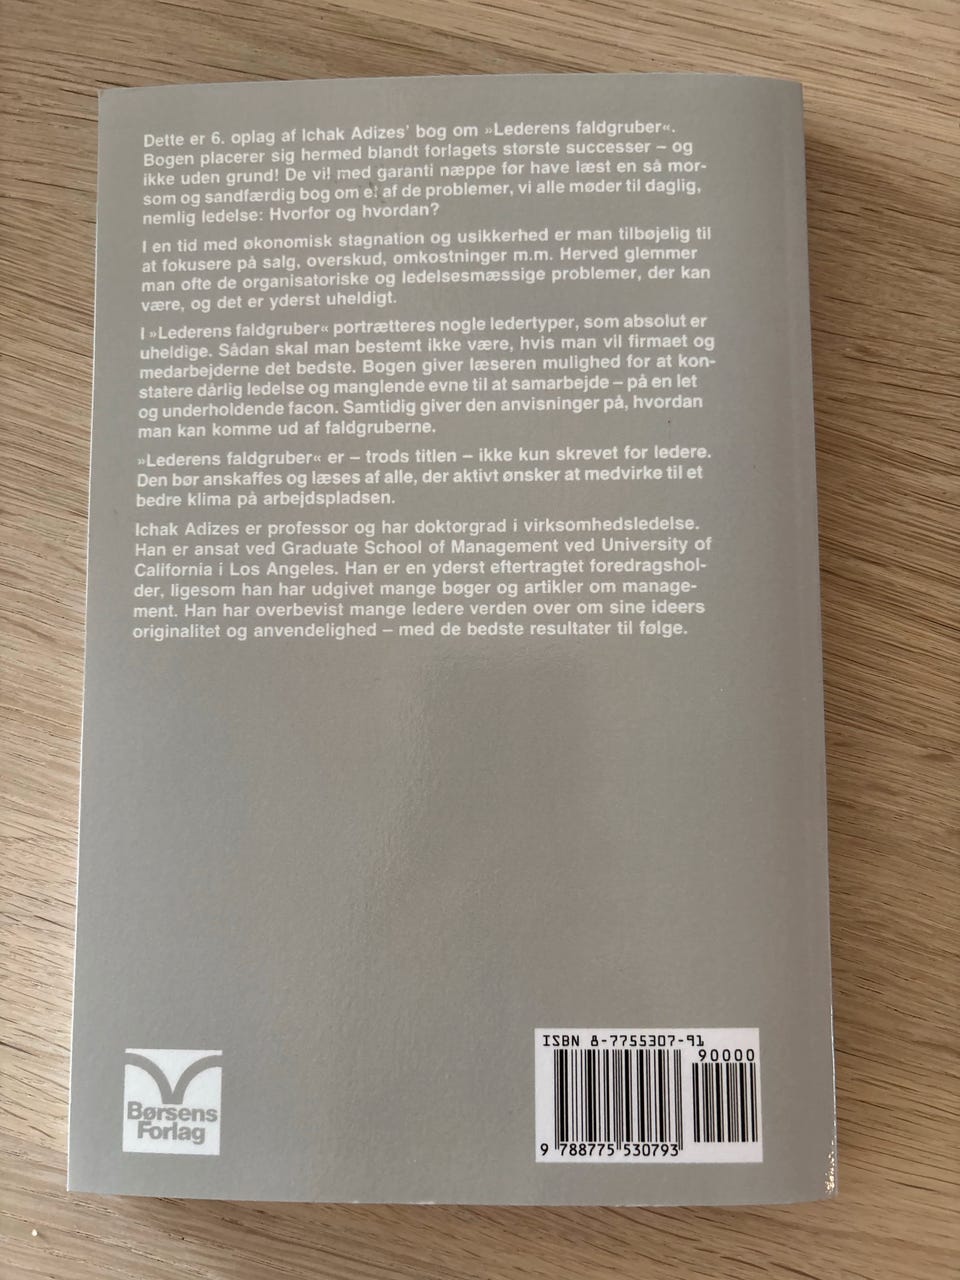 Dette er 6. oplag af Ichak Adizes' bog om »Lederens faldgruber«.
Bogen placerer sig hermed blandt forlagets største successer – og
ikke uden grund! De vil med garanti næppe før have læst en så mor-
som og sandfærdig bog om et af de problemer, vi alle møder til daglig,
nemlig ledelse: Hvorfor og hvordan?
I en tid med økonomisk stagnation og usikkerhed er man tilbøjelig til
at fokusere på salg, overskud, omkostninger m.m. Herved glemmer
man ofte de organisatoriske og ledelsesmæssige problemer, der kan
være, og det er yderst uheldigt.
I »Lederens faldgruber« portrætteres nogle ledertyper, som absolut er
uheldige. Sådan skal man bestemt ikke være, hvis man vil firmaet og
medarbejderne det bedste. Bogen giver læseren mulighed for at kon-
statere dårlig ledelse og manglende evne til at samarbejde – på en let
og underholdende facon. Samtidig giver den anvisninger på, hvordan
man kan komme ud af faldgruberne.
»Lederens faldgruber« er – trods titlen – ikke kun skrevet for ledere.
Den bør anskaffes og læses af alle, der aktivt ønsker at medvirke til et
bedre klima på arbejdspladsen.
Ichak Adizes er professor og har doktorgrad i virksomhedsledelse.
Han er ansat ved Graduate School of Management ved University of
California i Los Angeles. Han er en yderst eftertragtet foredragshol-
der, ligesom han har udgivet mange bøger og artikler om manage-
ment. Han har overbevist mange ledere verden over om sine ideers
originalitet og anvendelighed – med de bedste resultater til følge.
Børsens
Forlag
ISBN 8-7755307-91
90000
9 788775 530793